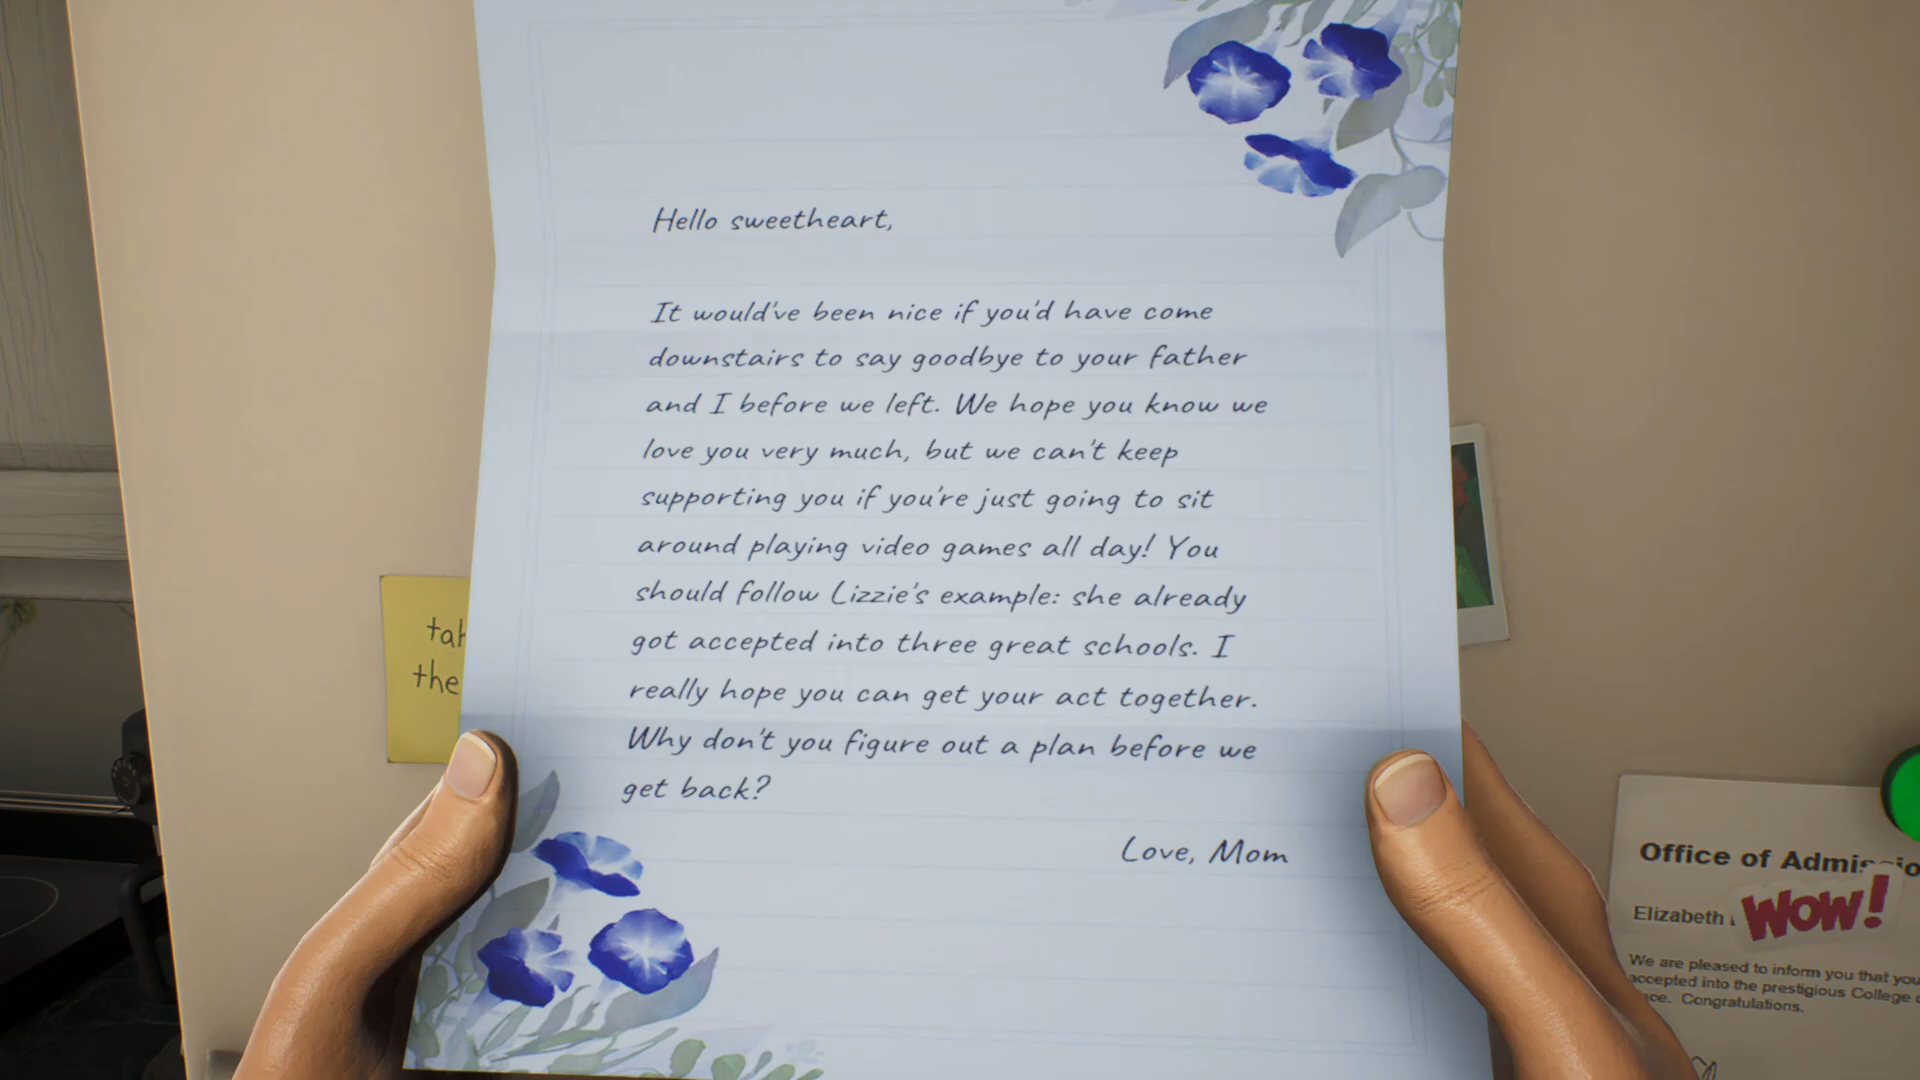 Hello sweetheart,
It would've been nice if you'd have come
downstairs to say goodbye to your father
and I before we left. We hope you know we
love you very much, but we can't keep
supporting you if you're just going to sit
around playing video games all day! You
should follow Lizzie's example: she already
got accepted into three great schools. I
really hope you can get your act together.
Why don't you figure out a plan before we
get back?
Love, Mom
the
Office of
Elizabeth
WOW!
We are pleased to inform you that you
accepted into the prestigious College
Congratulations.